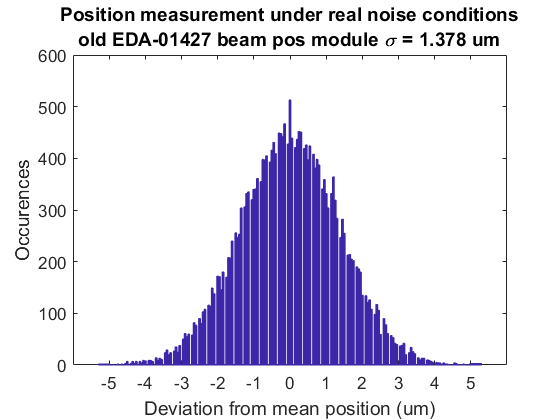 Position measurement under real noise conditions
old EDA-01427 beam pos module σ = 1.378 um
600
500
400
300
200
100
0
Occurences
-5 -4 -3 -2 -1 0 1 2 3 4 5
Deviation from mean position (um)